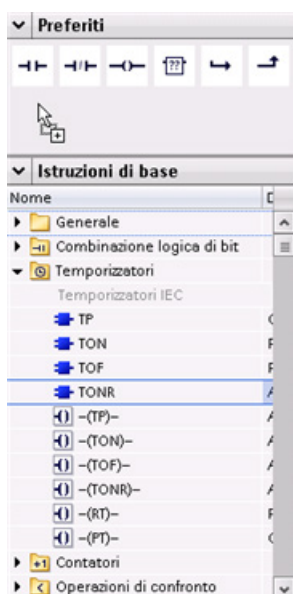 Preferiti
??
Istruzioni di base
Nome
Generale
Combinazione logica di bit
Temporizzatori
Temporizzatori IEC
TP
TON
TOF
TONR
-(TP)-
-(TON)-
-(TOF)-
-(TONR)-
-(RT)-
-(PT)-
+1 Contatori
Operazioni di confronto